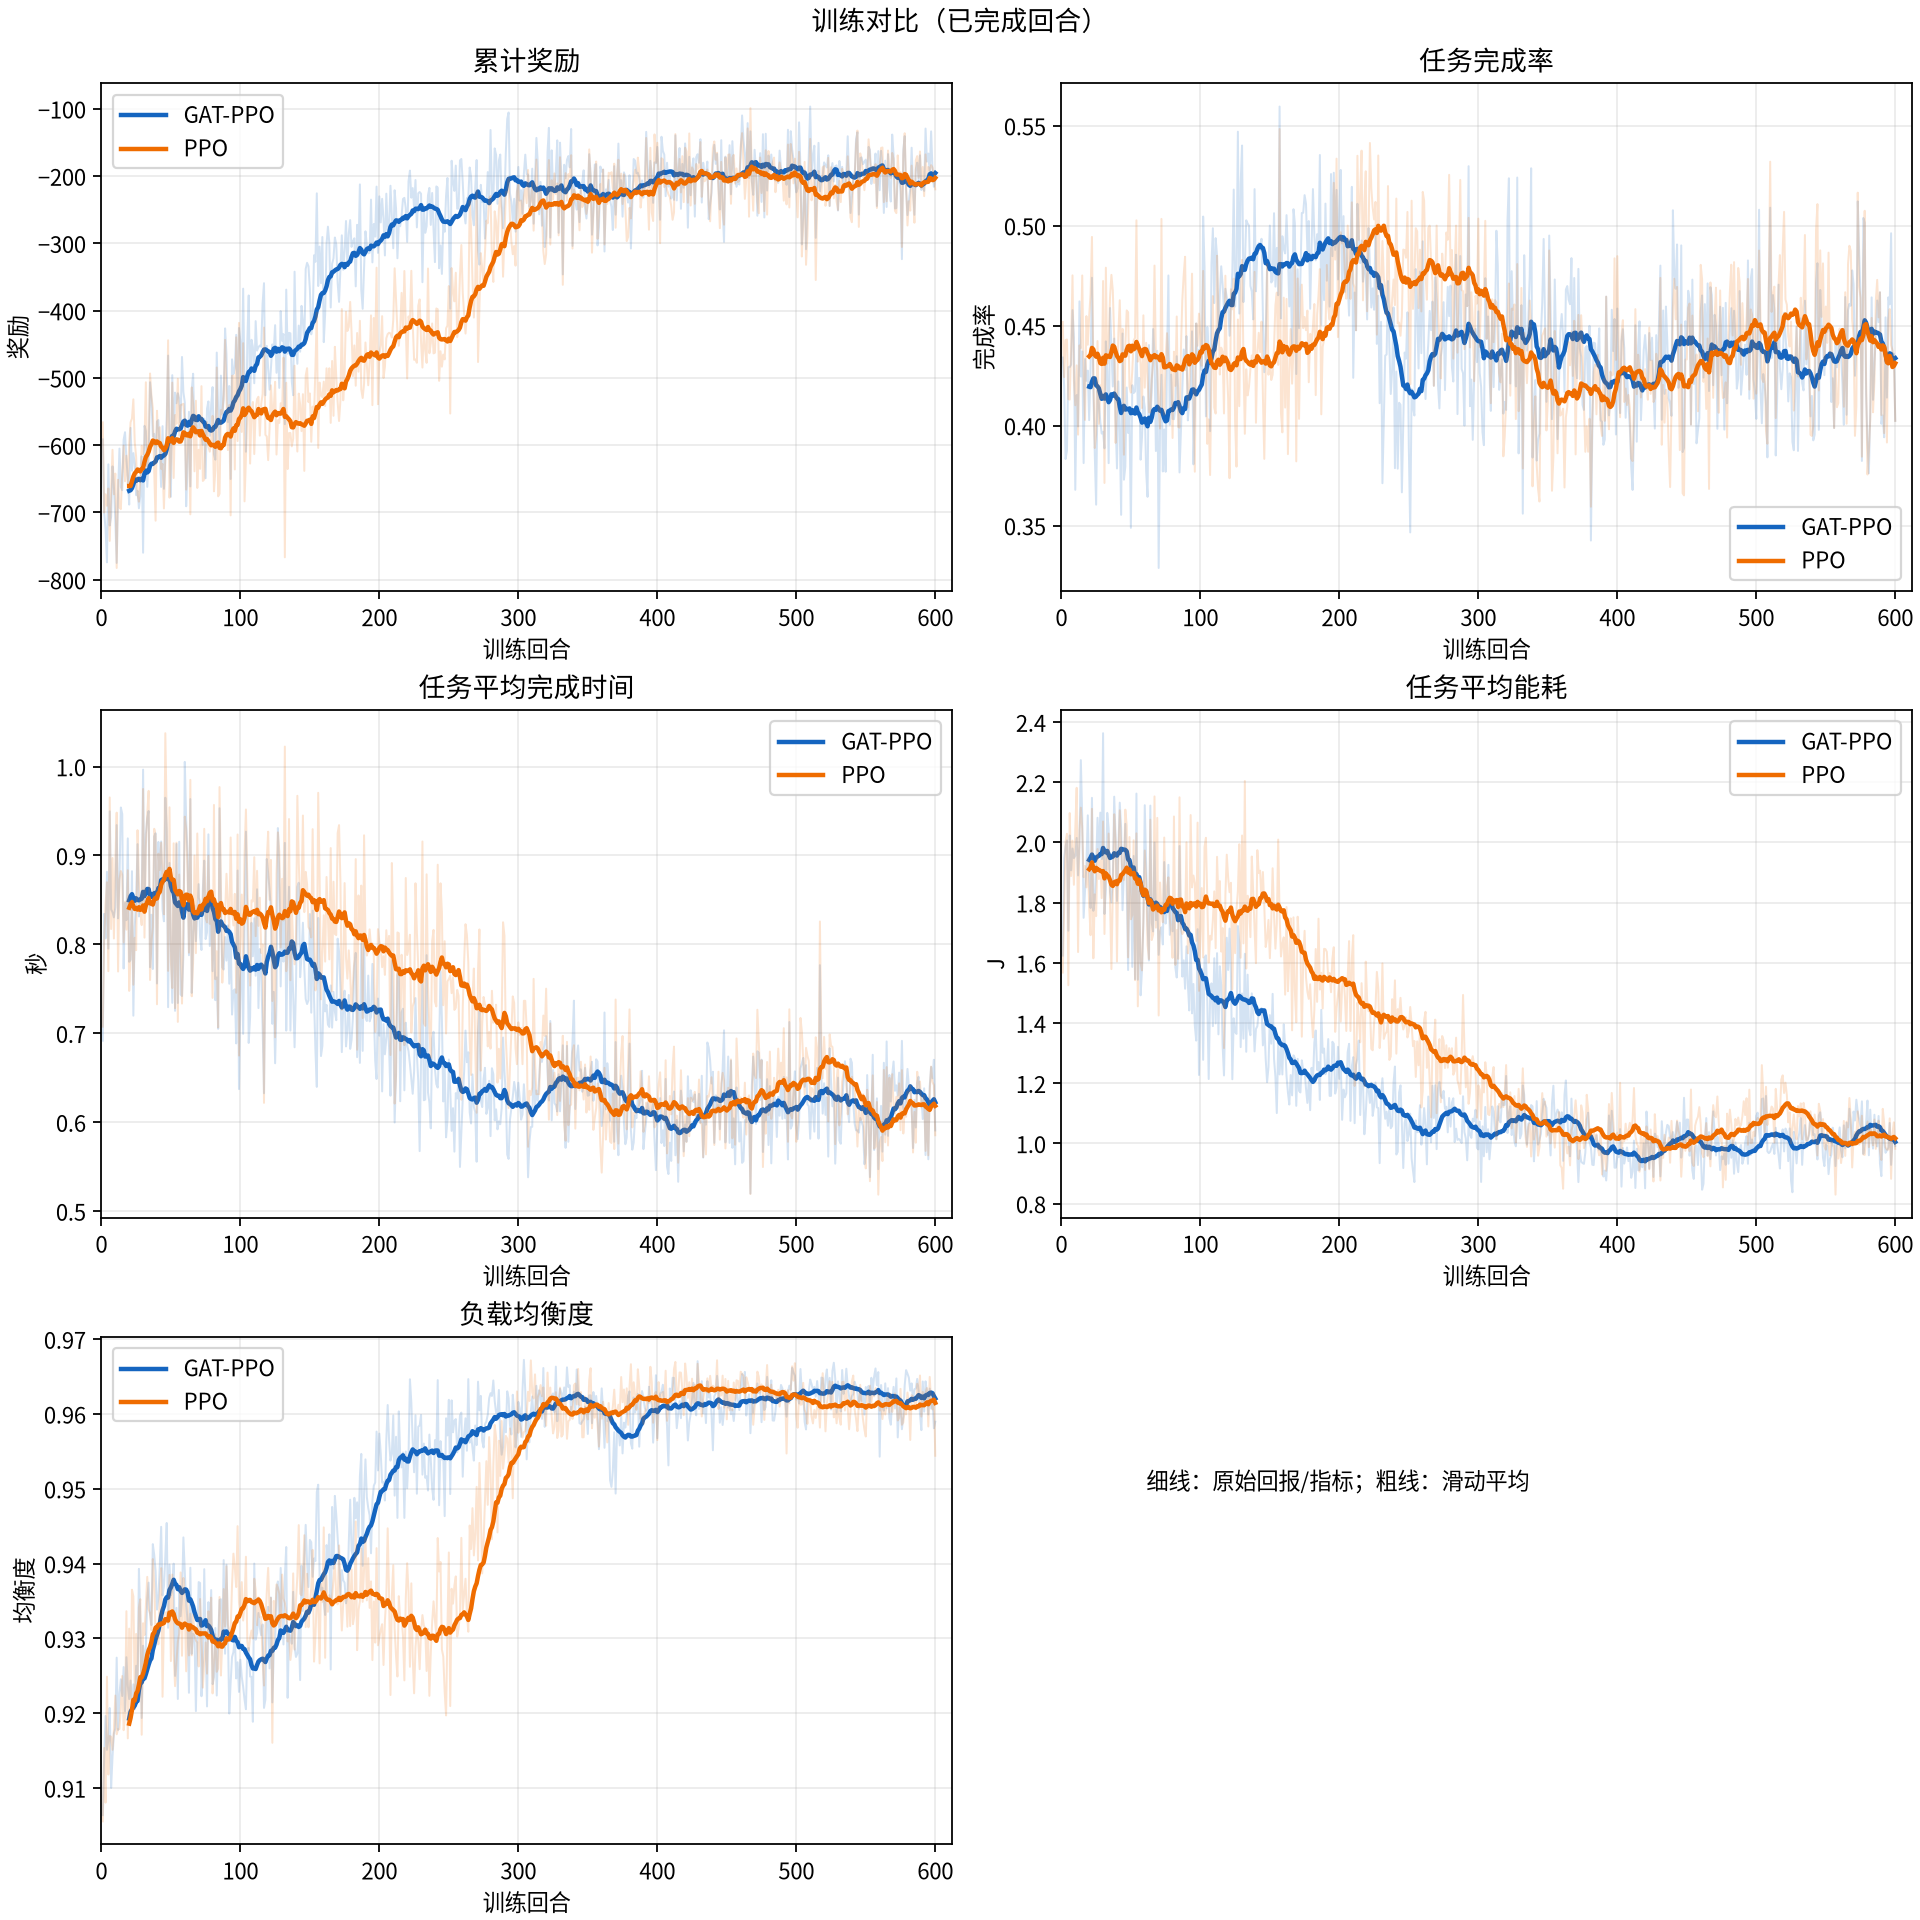 训练对比（已完成回合）
累计奖励
GAT-PPO
PPO
−100
−200
−300
−400
−500
−600
−700
−800
奖励
0 100 200 300 400 500 600
训练回合
任务完成率
0.55
0.50
0.45
0.40
0.35
完成率
GAT-PPO
PPO
0 100 200 300 400 500 600
训练回合
任务平均完成时间
GAT-PPO
PPO
1.0
0.9
0.8
0.7
0.6
0.5
秒
0 100 200 300 400 500 600
训练回合
任务平均能耗
GAT-PPO
PPO
2.4
2.2
2.0
1.8
1.6
1.4
1.2
1.0
0.8
J
0 100 200 300 400 500 600
训练回合
负载均衡度
GAT-PPO
PPO
0.97
0.96
0.95
0.94
0.93
0.92
0.91
均衡度
0 100 200 300 400 500 600
训练回合
细线：原始回报/指标；粗线：滑动平均